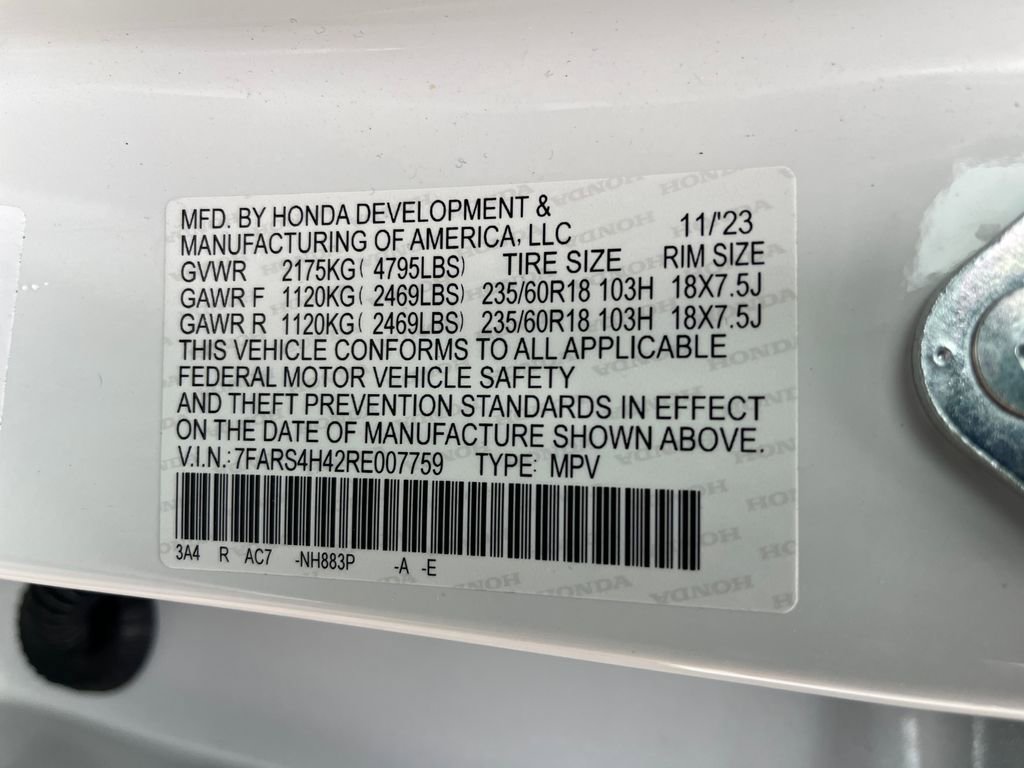 MFD. BY HONDA DEVELOPMENT &
MANUFACTURING OF AMERICA, LLC 11/'23
GVWR 2175KG( 4795LBS) TIRE SIZE RIM SIZE
GAWR F 1120KG( 2469LBS) 235/60R18 103H 18X7.5J
GAWR R 1120KG( 2469LBS) 235/60R18 103H 18X7.5J
THIS VEHICLE CONFORMS TO ALL APPLICABLE
FEDERAL MOTOR VEHICLE SAFETY
AND THEFT PREVENTION STANDARDS IN EFFECT
ON THE DATE OF MANUFACTURE SHOWN ABOVE.
V.I.N.:7FARS4H42RE007759 TYPE: MPV
3A4 R AC7 -NH883P -A -E
HONDA HONDA HONDA